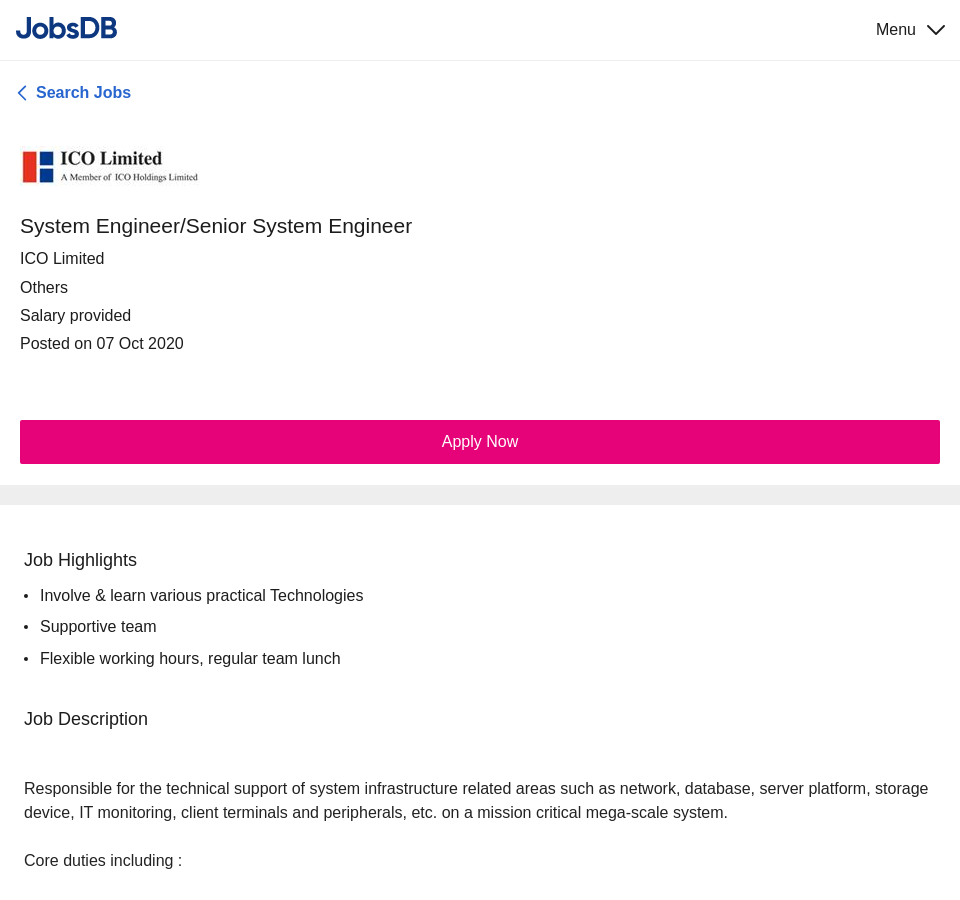 JobsDB
Menu
Search Jobs
ICO Limited
A Member of ICO Holdings Limited
System Engineer/Senior System Engineer
ICO Limited
Others
Salary provided
Posted on 07 Oct 2020
Apply Now
Job Highlights
• Involve & learn various practical Technologies
• Supportive team
• Flexible working hours, regular team lunch
Job Description
Responsible for the technical support of system infrastructure related areas such as network, database, server platform, storage
device, IT monitoring, client terminals and peripherals, etc. on a mission critical mega-scale system.
Core duties including :